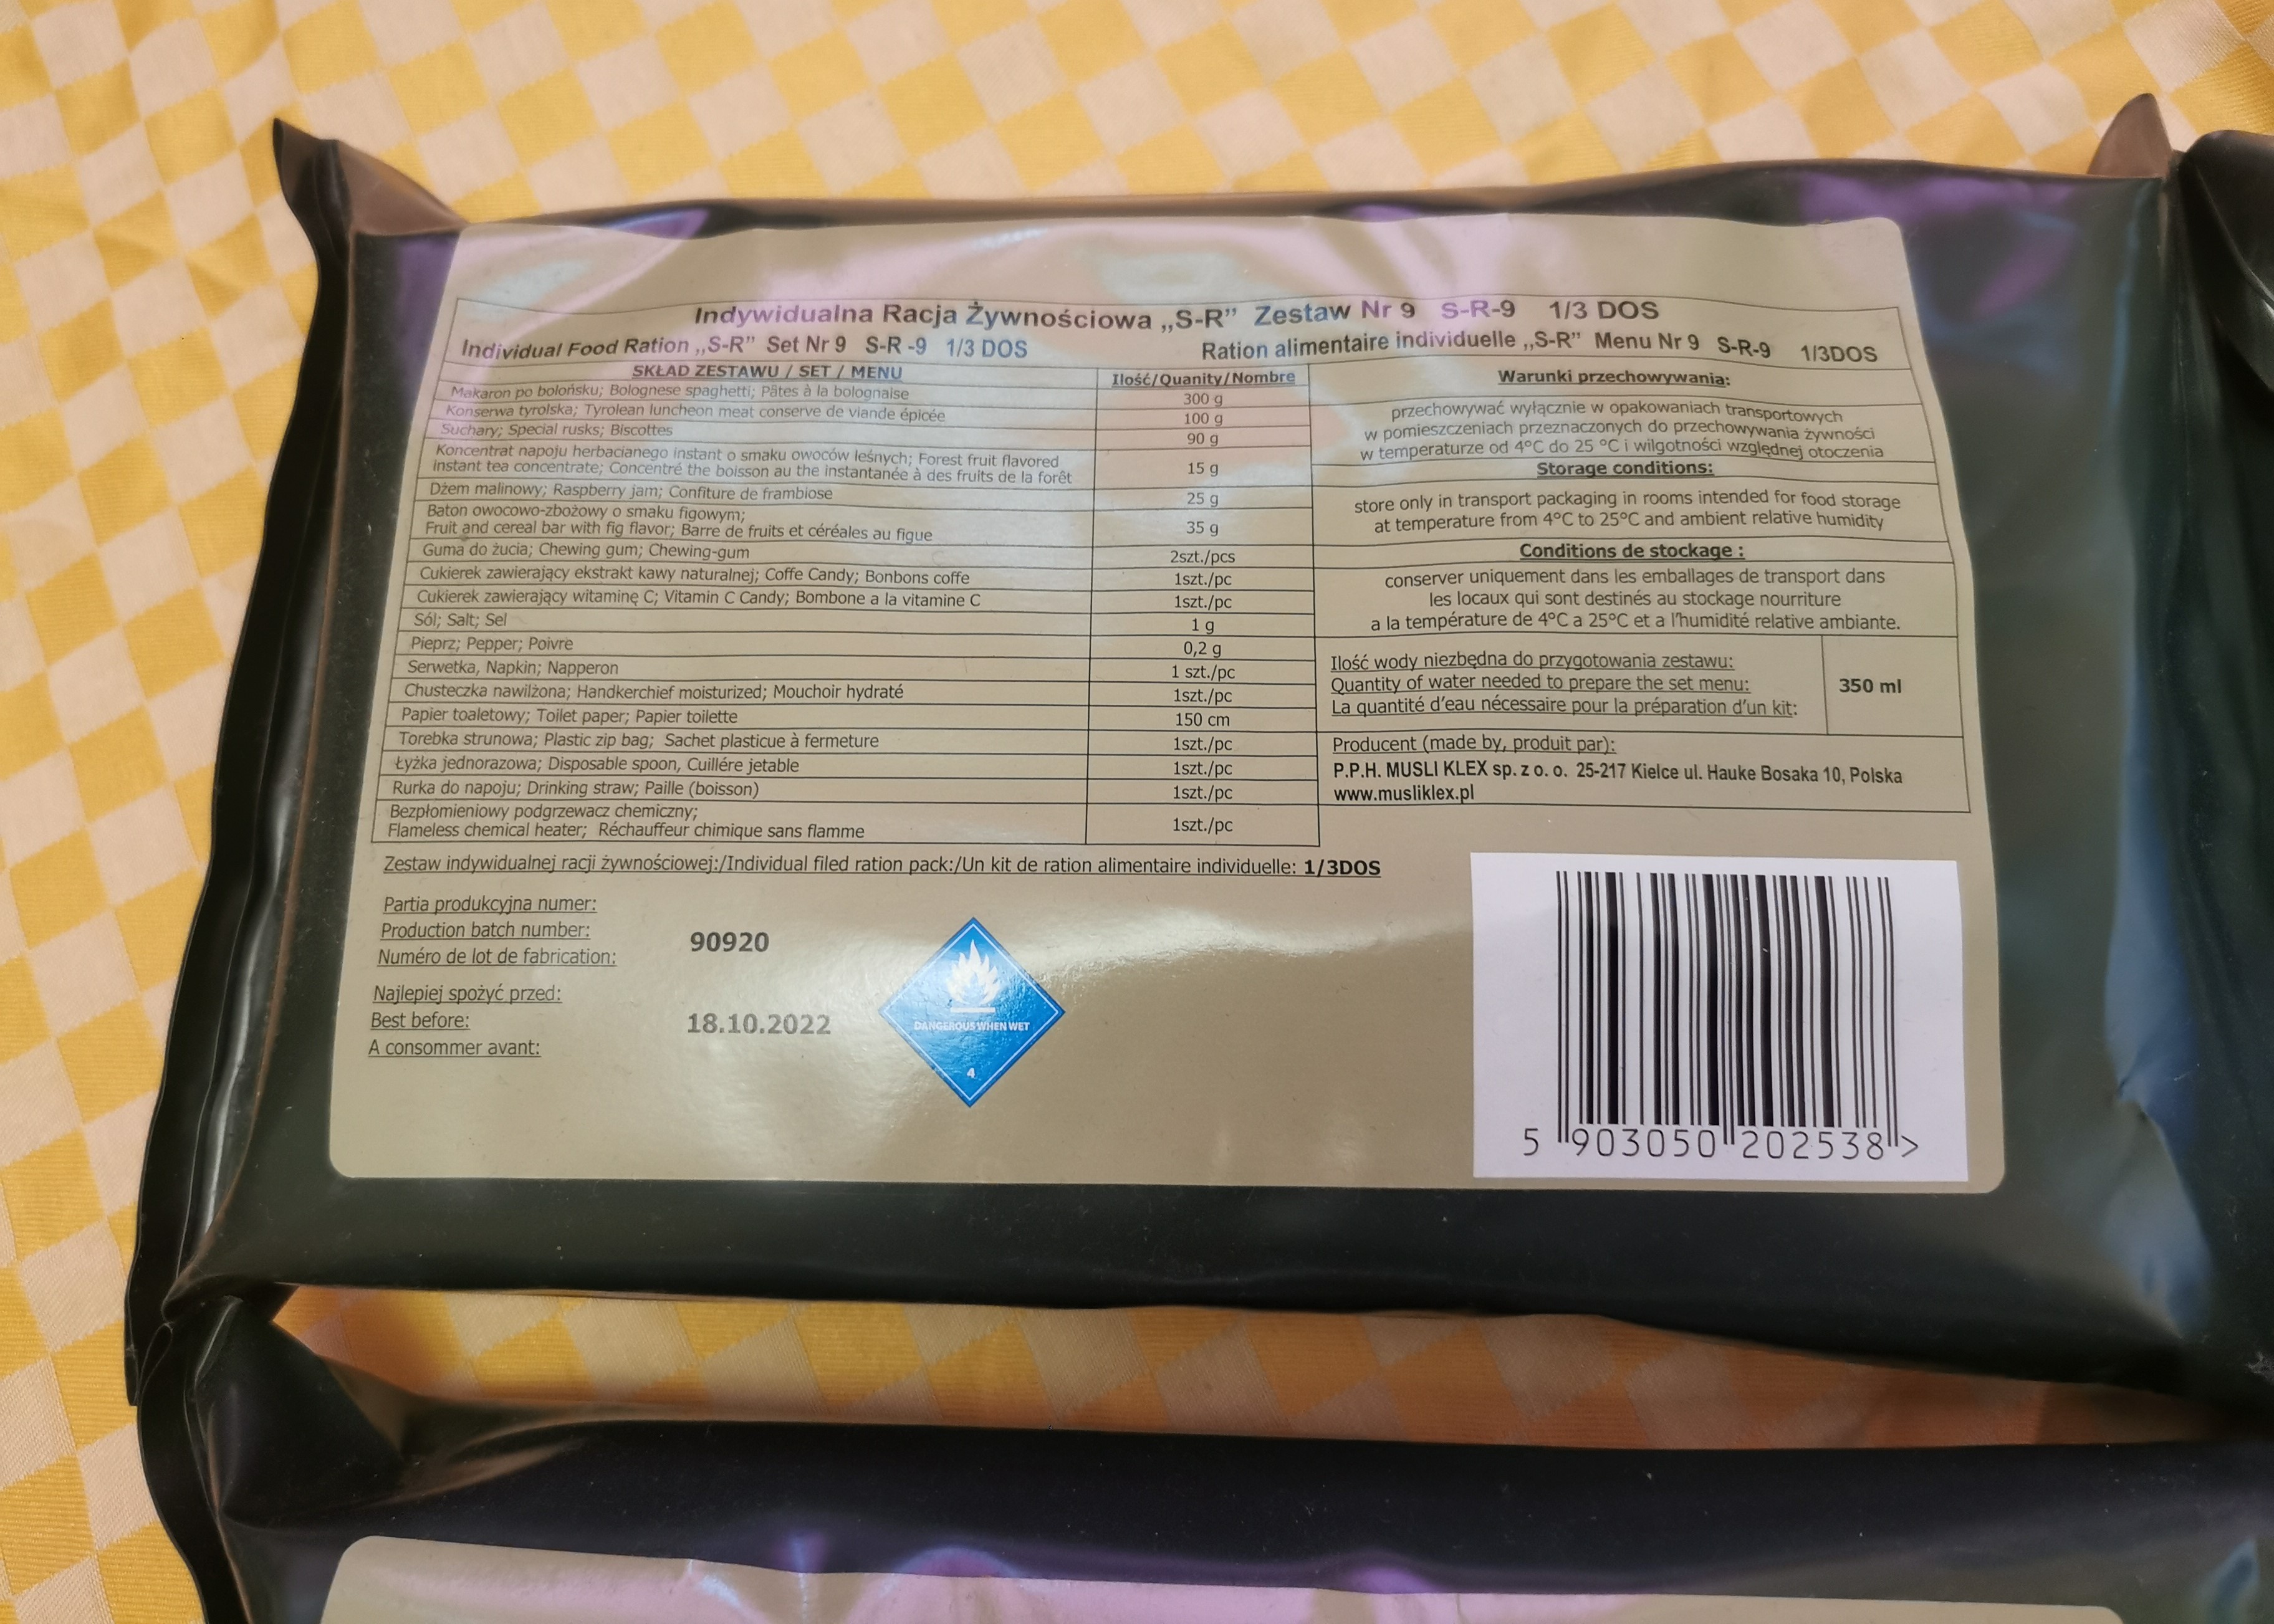 Indywidualna Racja Żywnościowa „S-R” Zestaw Nr 9 S-R-9 1/3 DOS
Individual Food Ration „S-R” Set Nr 9 S-R -9 1/3 DOS
Ration alimentaire individuelle „S-R” Menu Nr 9 S-R-9 1/3DOS
SKŁAD ZESTAWU / SET / MENU
Ilość/Quanity/Nombre
Makaron po bolońsku; Bolognese spaghetti; Pâtes à la bolognaise
300 g
Konserwa tyrolska; Tyrolean luncheon meat conserve de viande épicée
100 g
Suchary; Special rusks; Biscottes
90 g
Koncentrat napoju herbacianego instant o smaku owoców leśnych; Forest fruit flavored
instant tea concentrate; Concentré the boisson au the instantanée à des fruits de la forêt
15 g
Dżem malinowy; Raspberry jam; Confiture de frambiose
25 g
Baton owocowo-zbożowy o smaku figowym;
Fruit and cereal bar with fig flavor; Barre de fruits et céréales au figue
35 g
Guma do żucia; Chewing gum; Chewing-gum
2szt./pcs
Cukierek zawierający ekstrakt kawy naturalnej; Coffe Candy; Bonbons coffe
1szt./pc
Cukierek zawierający witaminę C; Vitamin C Candy; Bombone a la vitamine C
1szt./pc
Sól; Salt; Sel
1 g
Pieprz; Pepper; Poivre
0,2 g
Serwetka, Napkin; Napperon
1 szt./pc
Chusteczka nawilżona; Handkerchief moisturized; Mouchoir hydraté
1szt./pc
Papier toaletowy; Toilet paper; Papier toilette
150 cm
Torebka strunowa; Plastic zip bag; Sachet plasticue à fermeture
1szt./pc
Łyżka jednorazowa; Disposable spoon, Cuillére jetable
1szt./pc
Rurka do napoju; Drinking straw; Paille (boisson)
1szt./pc
Bezpłomieniowy podgrzewacz chemiczny;
Flameless chemical heater; Réchauffeur chimique sans flamme
1szt./pc
Warunki przechowywania:
przechowywać wyłącznie w opakowaniach transportowych
w pomieszczeniach przeznaczonych do przechowywania żywności
w temperaturze od 4°C do 25 °C i wilgotności względnej otoczenia
Storage conditions:
store only in transport packaging in rooms intended for food storage
at temperature from 4°C to 25°C and ambient relative humidity
Conditions de stockage :
conserver uniquement dans les emballages de transport dans
les locaux qui sont destinés au stockage nourriture
a la température de 4°C a 25°C et a l'humidité relative ambiante.
Ilość wody niezbędna do przygotowania zestawu:
Quantity of water needed to prepare the set menu:
La quantité d'eau nécessaire pour la préparation d'un kit:
350 ml
Producent (made by, produit par):
P.P.H. MUSLI KLEX sp. z o. o. 25-217 Kielce ul. Hauke Bosaka 10, Polska
www.musliklex.pl
Zestaw indywidualnej racji żywnościowej:/Individual filed ration pack:/Un kit de ration alimentaire individuelle: 1/3DOS
Partia produkcyjna numer:
Production batch number:
Numéro de lot de fabrication:
90920
Najlepiej spożyć przed:
Best before:
A consommer avant:
18.10.2022
DANGEROUS WHEN WET
4
5 903050 202538 >